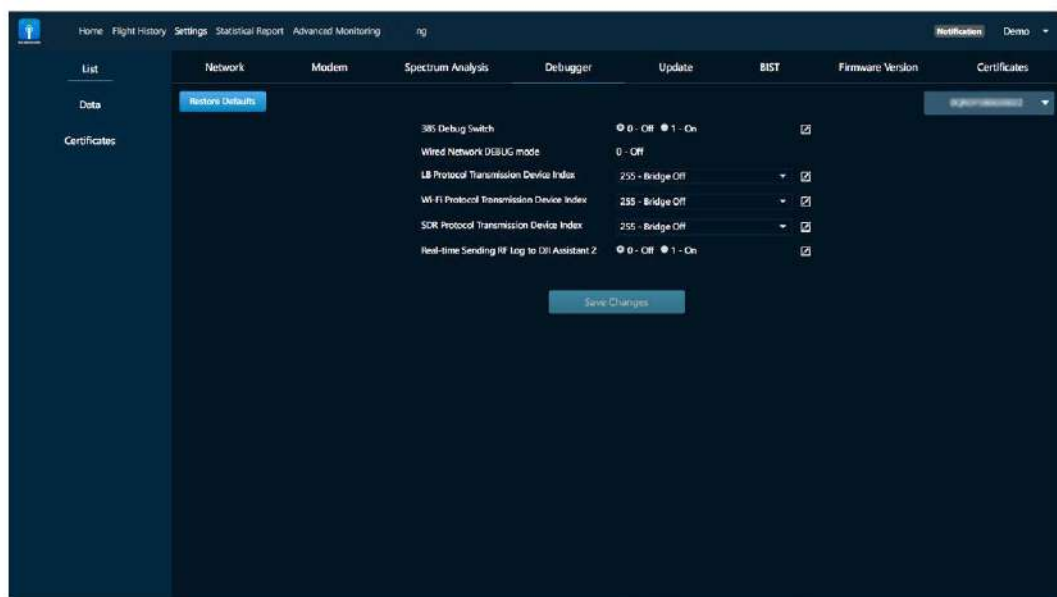 Home Flight History Settings Statistical Report Advanced Monitoring ng Notification Demo
List Network Modem Spectrum Analysis Debugger Update BIST Firmware Version Certificates
Data Restore Defaults
Certificates
385 Debug Switch 0 - Off 1 - On
Wired Network DEBUG mode 0 - Off
LB Protocol Transmission Device Index 255 - Bridge Off
Wi-Fi Protocol Transmission Device Index 255 - Bridge Off
SDR Protocol Transmission Device Index 255 - Bridge Off
Real-time Sending RF Log to DJI Assistant 2 0 - Off 1 - On
Save Changes